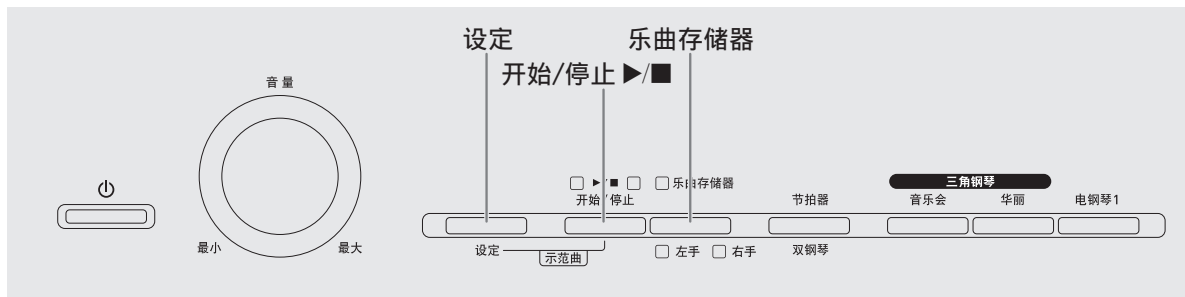 设定 乐曲存储器
开始/停止 ▶/■
音量
▶/■ 乐曲存储器
三角钢琴
开始/停止 节拍器 音乐会 华丽 电钢琴1
最小 最大 设定 示范曲 左手 右手 双钢琴